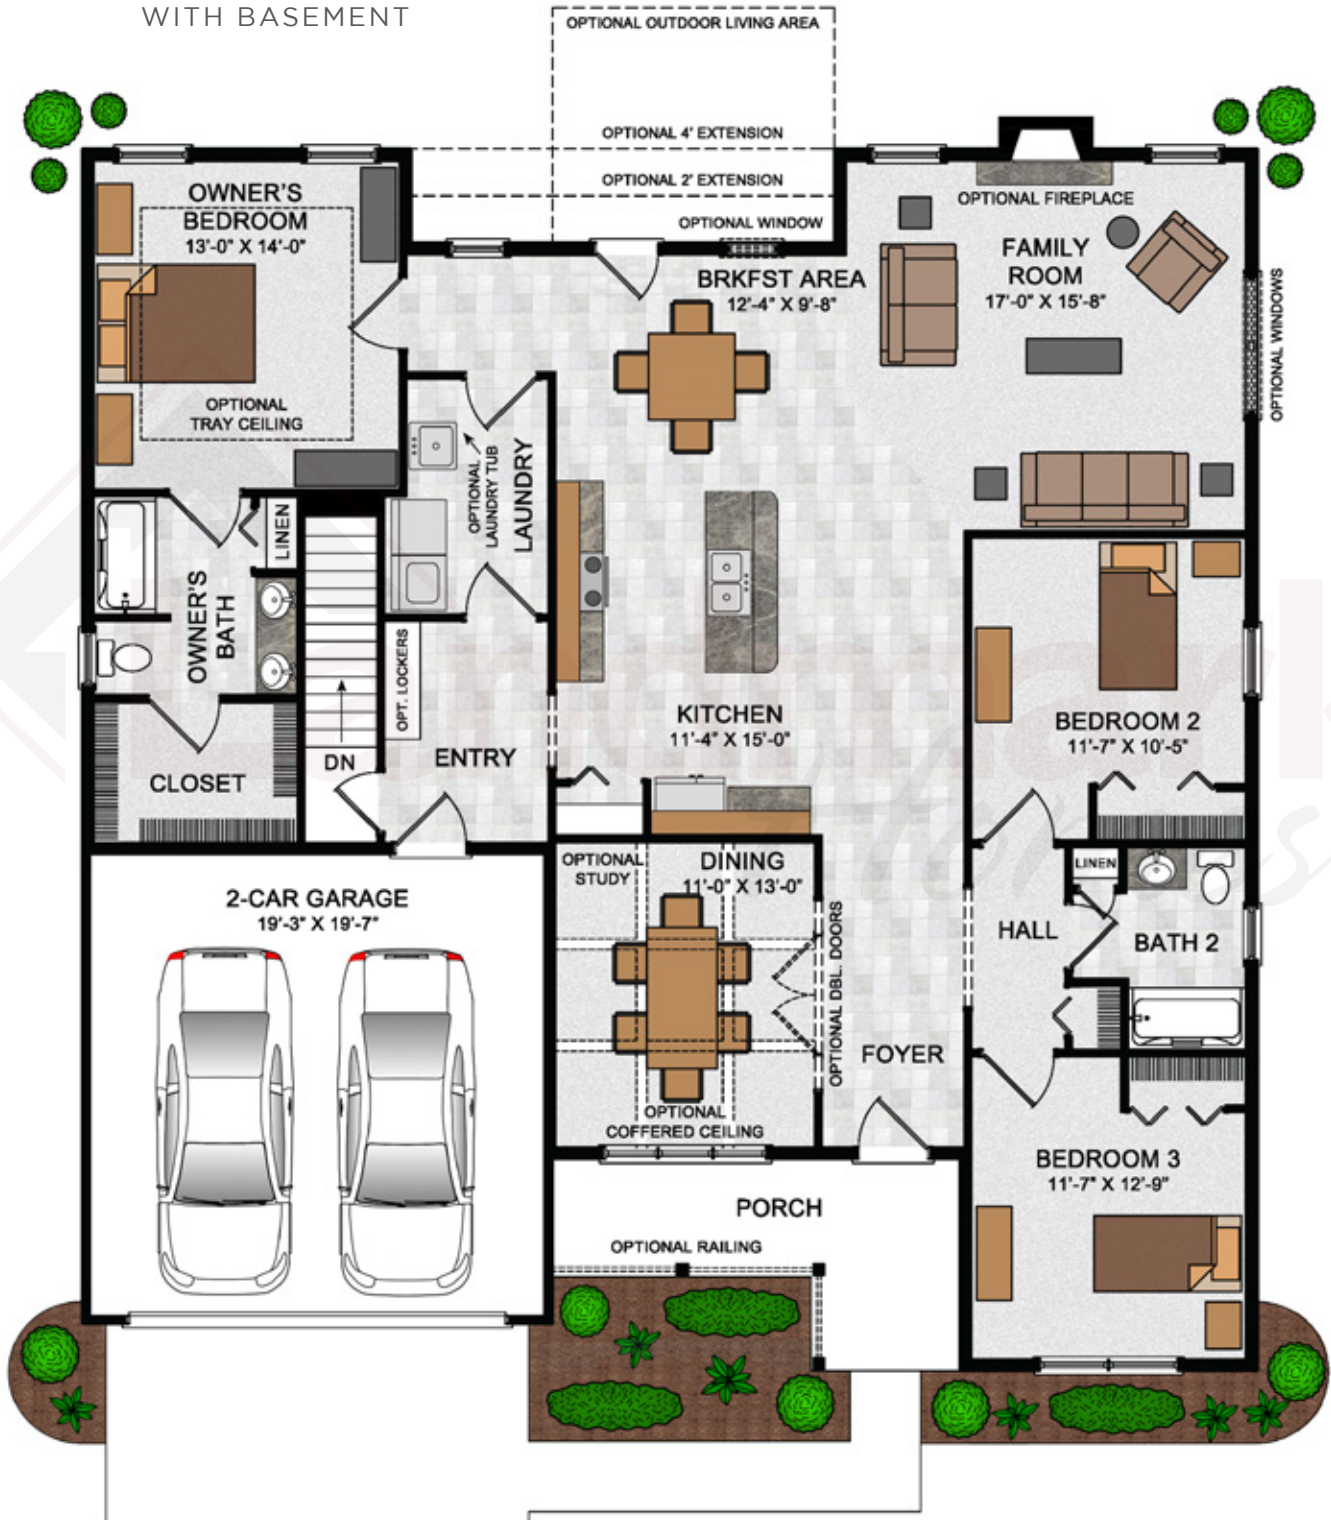 WITH BASEMENT
OPTIONAL OUTDOOR LIVING AREA
OPTIONAL 4' EXTENSION
OPTIONAL 2' EXTENSION
OPTIONAL WINDOW
OWNER'S
BEDROOM
13'-0" X 14'-0"
OPTIONAL
TRAY CEILING
BRKFST AREA
12'-4" X 9'-8"
OPTIONAL FIREPLACE
FAMILY
ROOM
17'-0" X 15'-8"
OPTIONAL WINDOWS
OPTIONAL
LAUNDRY TUB
LAUNDRY
LINEN
OWNER'S
BATH
OPT. LOCKERS
CLOSET
DN
ENTRY
KITCHEN
11'-4" X 15'-0"
BEDROOM 2
11'-7" X 10'-5"
2-CAR GARAGE
19'-3" X 19'-7"
OPTIONAL
STUDY
DINING
11'-0" X 13'-0"
OPTIONAL DBL. DOORS
OPTIONAL
COFFERED CEILING
FOYER
HALL
LINEN
BATH 2
BEDROOM 3
11'-7" X 12'-9"
PORCH
OPTIONAL RAILING
Landmark
Homes